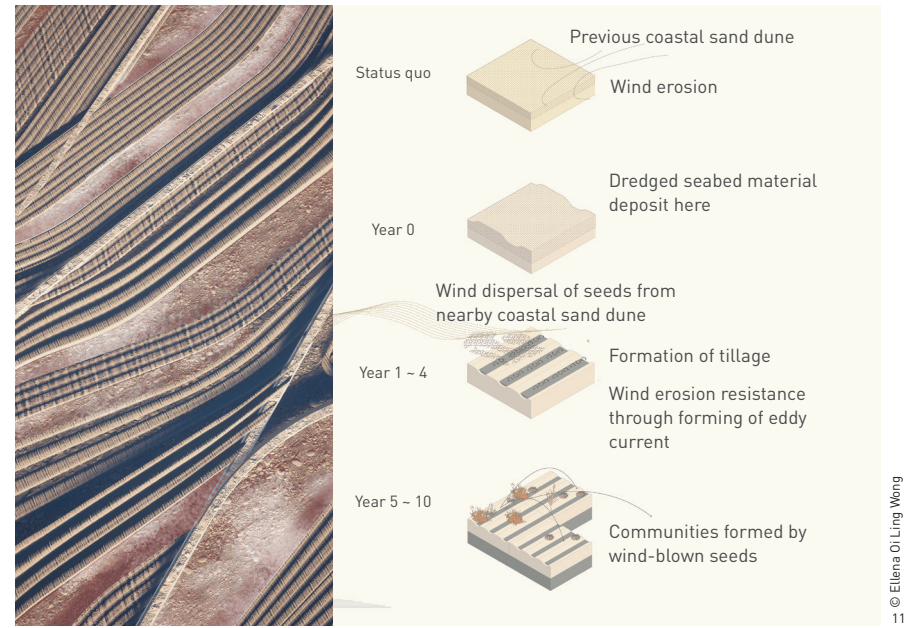 Previous coastal sand dune
Status quo
Wind erosion
Dredged seabed material
deposit here
Year 0
Wind dispersal of seeds from
nearby coastal sand dune
Formation of tillage
Year 1 ~ 4
Wind erosion resistance
through forming of eddy
current
Year 5 ~ 10
Communities formed by
wind-blown seeds
© Ellena Oi Ling Wong
11